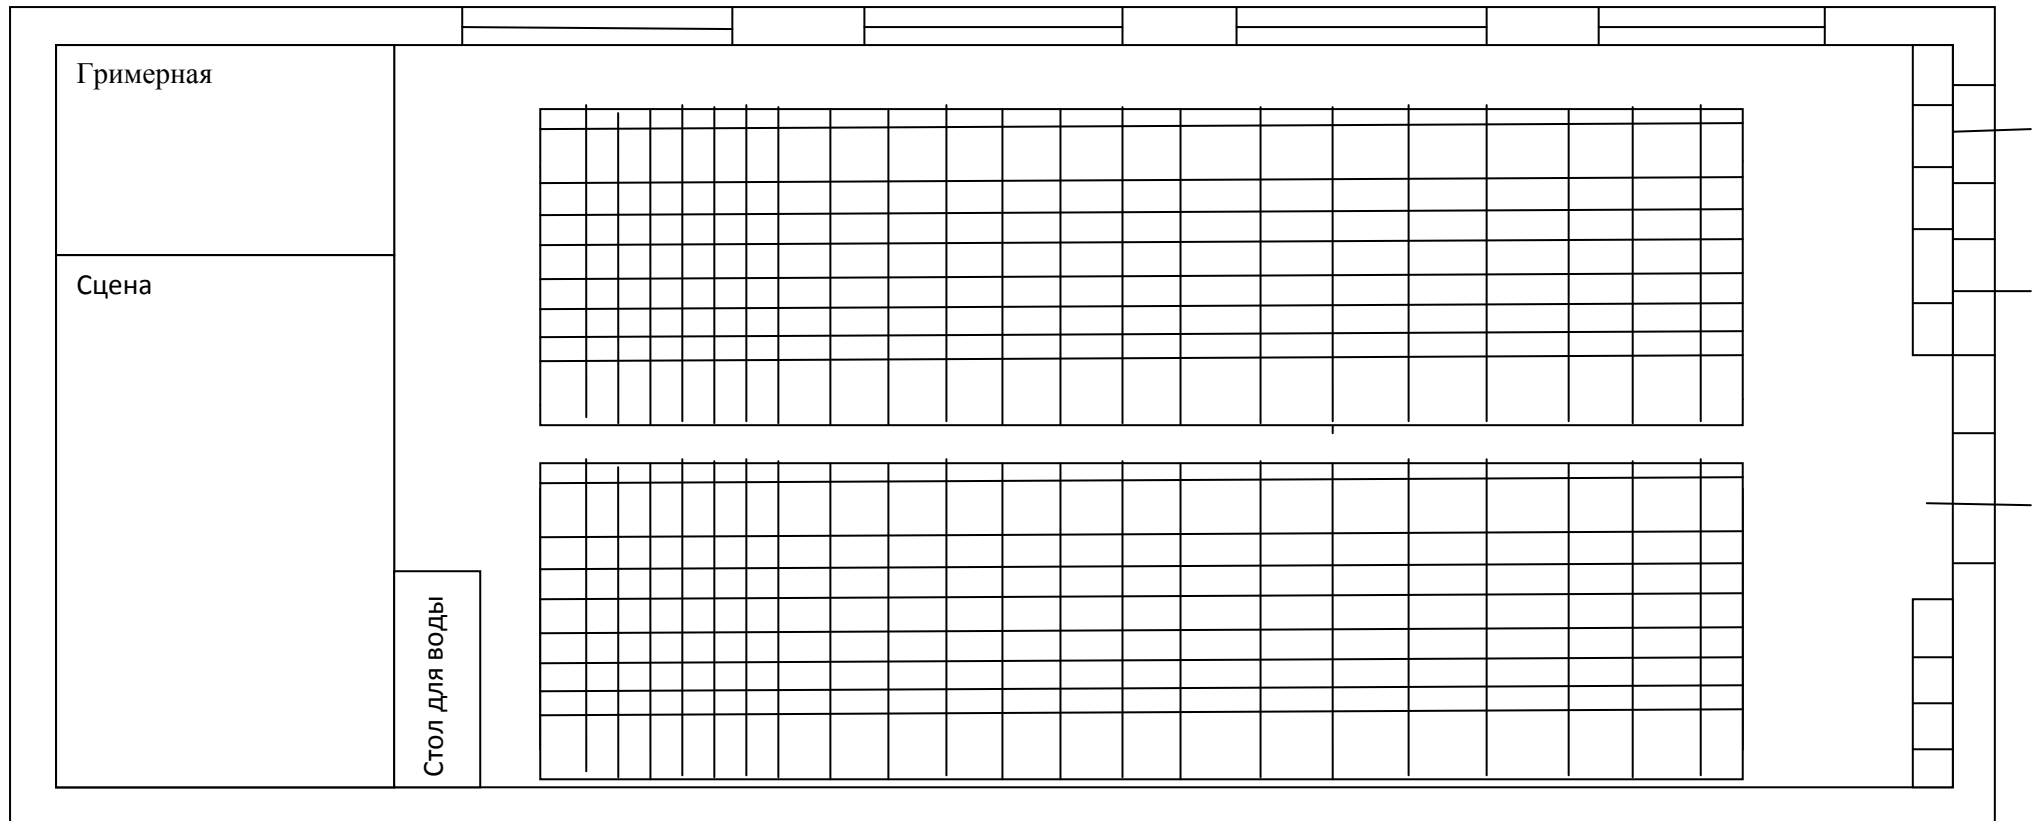 Гримерная
Сцена
Стол для воды